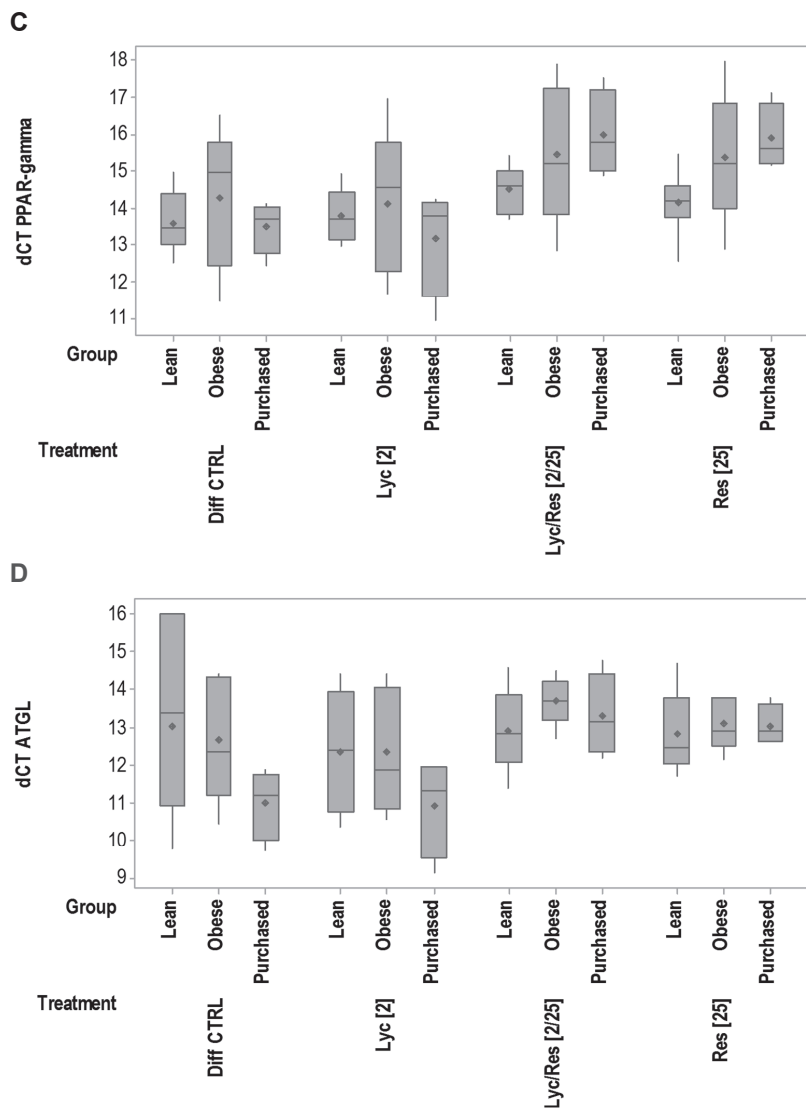 C
dCT PPAR-gamma
18
17
16
15
14
13
12
11
Group
Lean
Obese
Purchased
Lean
Obese
Purchased
Lean
Obese
Purchased
Lean
Obese
Purchased
Treatment
Diff CTRL
Lyc [2]
Lyc/Res [2/25]
Res [25]
D
dCT ATGL
16
15
14
13
12
11
10
9
Group
Lean
Obese
Purchased
Lean
Obese
Purchased
Lean
Obese
Purchased
Lean
Obese
Purchased
Treatment
Diff CTRL
Lyc [2]
Lyc/Res [2/25]
Res [25]